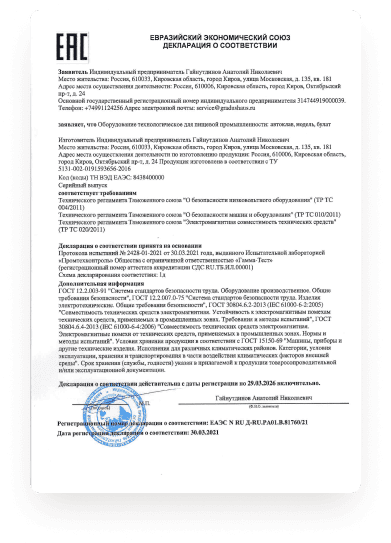 ЕАС
ЕВРАЗИЙСКИЙ ЭКОНОМИЧЕСКИЙ СОЮЗ
ДЕКЛАРАЦИЯ О СООТВЕТСТВИИ
Заявитель Индивидуальный предприниматель Гайнутдинов Анатолий Николаевич
Место жительства: Россия, 610033, Кировская область, город Киров, улица Московская, д. 135, кв. 181
Адрес места осуществления деятельности: Россия, 610006, Кировская область, город Киров, Октябрьский
пр-т, д. 24
Основной государственный регистрационный номер индивидуального предпринимателя 314744919000039.
Телефон: +74991124256 Адрес электронной почты: service@gradushaus.ru
заявляет, что Оборудование технологическое для пищевой промышленности: автоклав, модель, булат
Изготовитель Индивидуальный предприниматель Гайнутдинов Анатолий Николаевич
Место жительства: Россия, 610033, Кировская область, город Киров, улица Московская, д. 135, кв. 181
Адрес места осуществления деятельности по изготовлению продукции: Россия, 610006, Кировская область, город
Киров, Октябрьский пр-т, д. 24 Продукция изготовлена в соответствии с ТУ
5131-002-0191593656-2016
Код (коды) ТН ВЭД ЕАЭС: 8438400000
Серийный выпуск
соответствует требованиям
Технического регламента Таможенного союза "О безопасности низковольтного оборудования" (ТР ТС
004/2011)
Технического регламента Таможенного союза "О безопасности машин и оборудования" (ТР ТС 010/2011)
Технического регламента Таможенного союза "Электромагнитная совместимость технических средств"
(ТР ТС 020/2011)
Декларация о соответствии принята на основании
Протокола испытаний № 2428-01-2021 от 30.03.2021 года, выданного Испытательной лабораторией
«Промтехконтроль» Общества с ограниченной ответственностью «Гамма-Тест»
(регистрационный номер аттестата аккредитации СДС.RU.ТБ.ИЛ.00001)
Схема декларирования соответствия: 1д
Дополнительная информация
ГОСТ 12.2.003-91 "Система стандартов безопасности труда. Оборудование производственное. Общие
требования безопасности", ГОСТ 12.2.007.0-75 "Система стандартов безопасности труда. Изделия
электротехнические. Общие требования безопасности", ГОСТ 30804.6.2-2013 (IEC 61000-6-2:2005)
"Совместимость технических средств электромагнитная. Устойчивость к электромагнитным помехам
технических средств, применяемых в промышленных зонах. Требования и методы испытаний", ГОСТ
30804.6.4-2013 (IEC 61000-6-4:2006) "Совместимость технических средств электромагнитная.
Электромагнитные помехи от технических средств, применяемых в промышленных зонах. Нормы и
методы испытаний". Условия хранения продукции в соответствии с ГОСТ 15150-69 "Машины, приборы и
другие технические изделия. Исполнения для различных климатических районов. Категории, условия
эксплуатации, хранения и транспортирования в части воздействия климатических факторов внешней
среды". Срок хранения (службы, годности) указан в прилагаемой к продукции товаросопроводительной
и/или эксплуатационной документации.
Декларация о соответствии действительна с даты регистрации по 29.03.2026 включительно.
М.П.
Гайнутдинов Анатолий Николаевич
(Ф.И.О. заявителя)
Регистрационный номер декларации о соответствии: ЕАЭС N RU Д-RU.РА01.В.81760/21
Дата регистрации декларации о соответствии: 30.03.2021